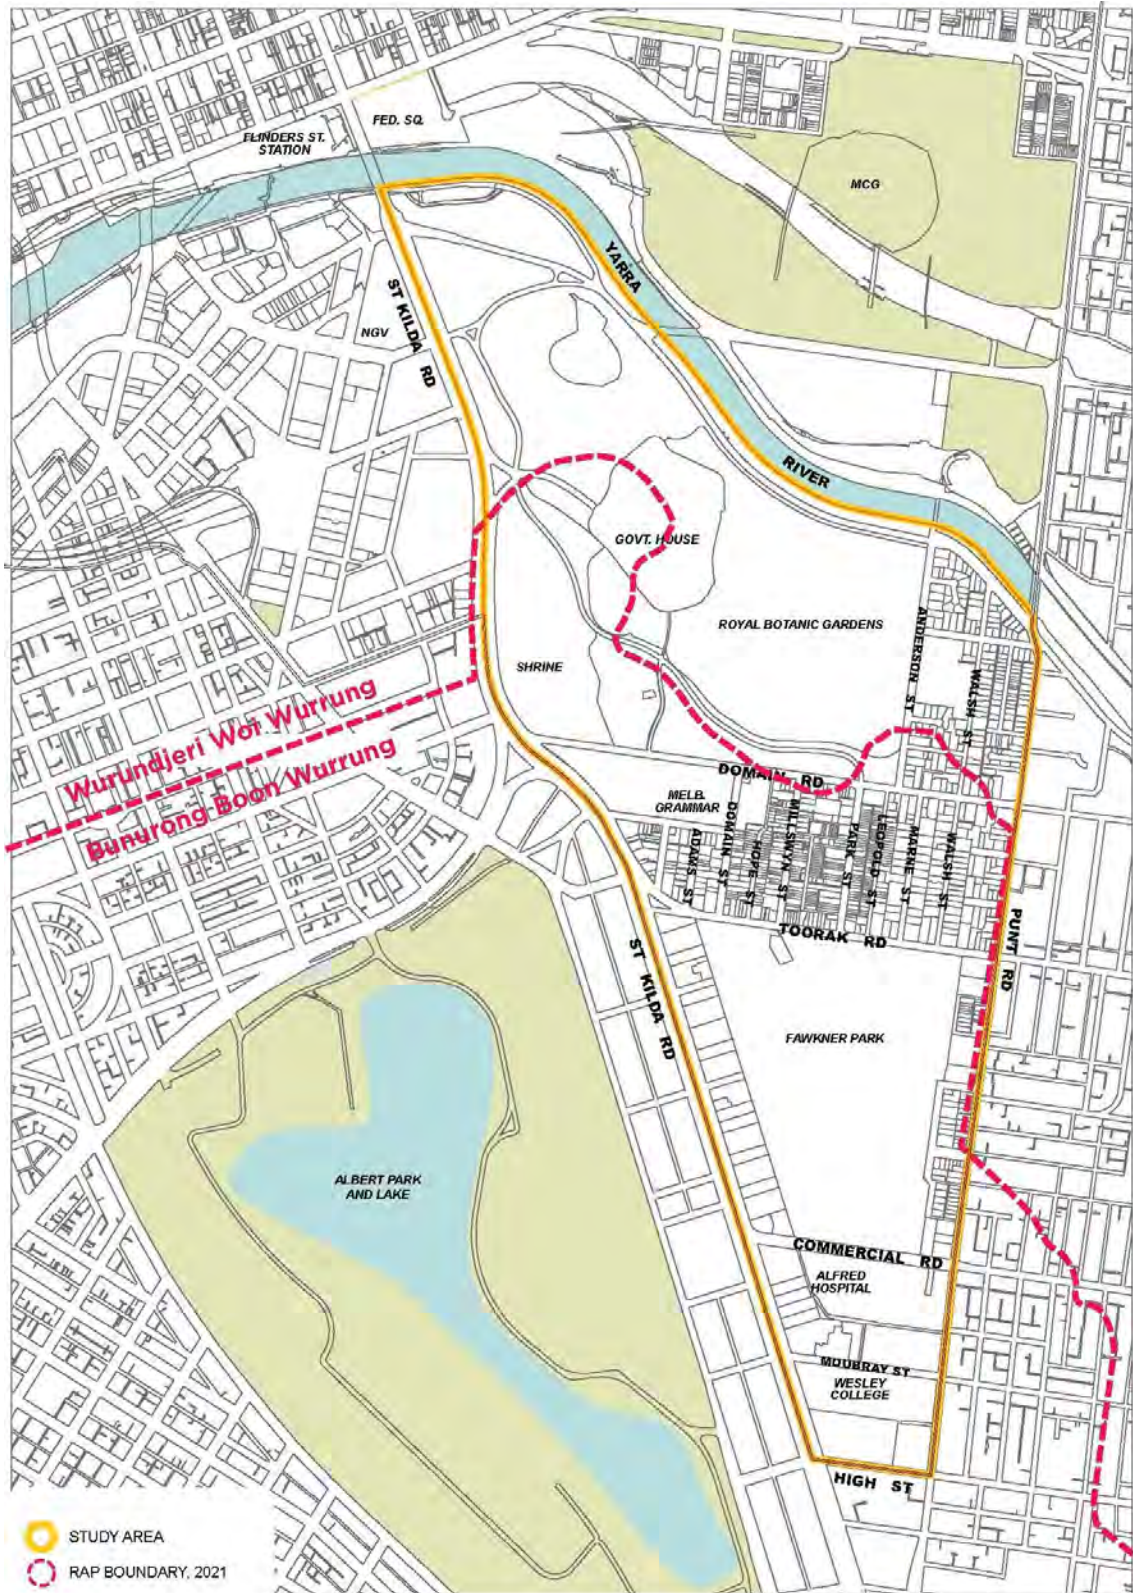 FED. SQ.
FLINDERS ST.
STATION
MCG
YARRA
ST KILDA RD
NGV
RIVER
GOVT. HOUSE
ROYAL BOTANIC GARDENS
ANDERSON ST
WALSH ST
SHRINE
Wurundjeri Woi Wurrung
Bunurong Boon Wurrung
DOMAIN RD
MELB.
GRAMMAR
ADAMS ST
DOMAIN ST
HOPE ST
MILLSWYN ST
PARK ST
LEOPOLD ST
MARNE ST
WALSH ST
TOORAK RD
PUNT RD
ST KILDA RD
FAWKNER PARK
ALBERT PARK
AND LAKE
COMMERCIAL RD
ALFRED
HOSPITAL
MOUBRAY ST
WESLEY
COLLEGE
HIGH ST
STUDY AREA
RAP BOUNDARY, 2021